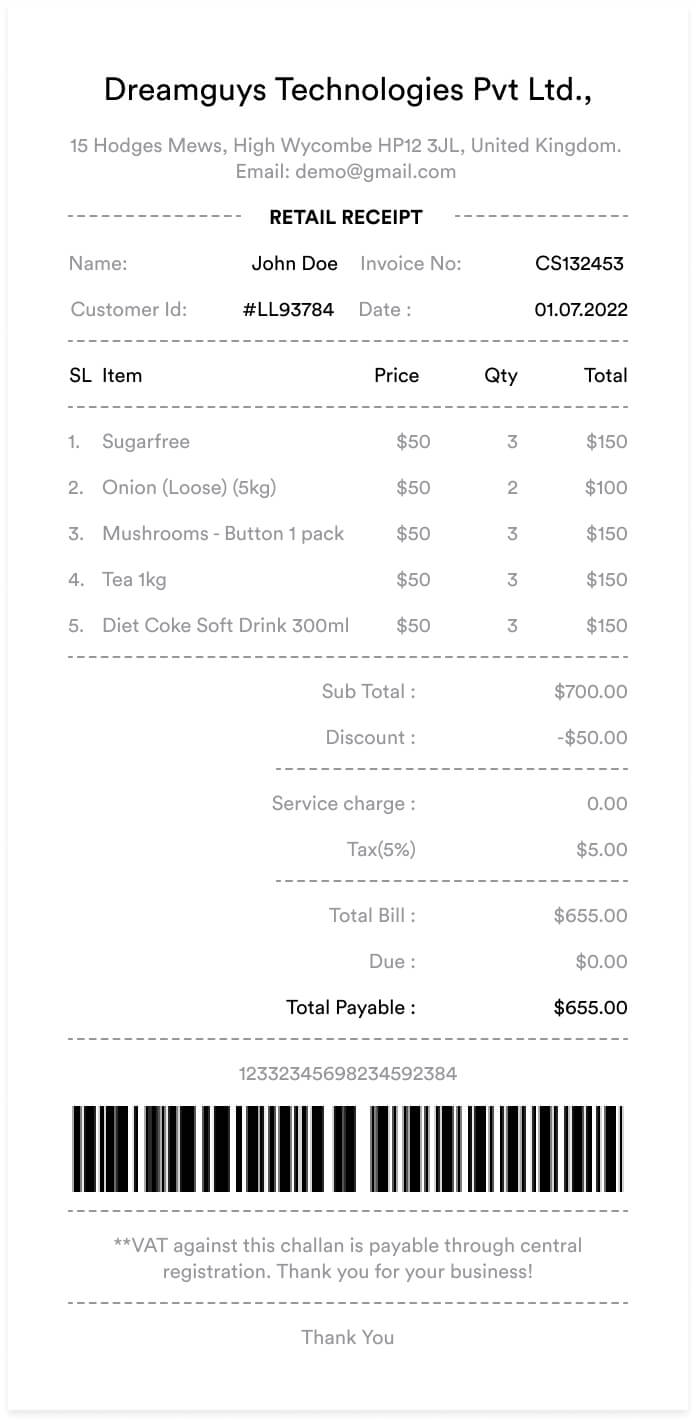 Dreamguys Technologies Pvt Ltd.,
15 Hodges Mews, High Wycombe HP12 3JL, United Kingdom.
Email: demo@gmail.com
RETAIL RECEIPT
Name: John Doe Invoice No: CS132453
Customer Id: #LL93784 Date : 01.07.2022
SL Item Price Qty Total
1. Sugarfree $50 3 $150
2. Onion (Loose) (5kg) $50 2 $100
3. Mushrooms - Button 1 pack $50 3 $150
4. Tea 1kg $50 3 $150
5. Diet Coke Soft Drink 300ml $50 3 $150
Sub Total : $700.00
Discount : -$50.00
Service charge : 0.00
Tax(5%) $5.00
Total Bill : $655.00
Due : $0.00
Total Payable : $655.00
12332345698234592384
**VAT against this challan is payable through central
registration. Thank you for your business!
Thank You